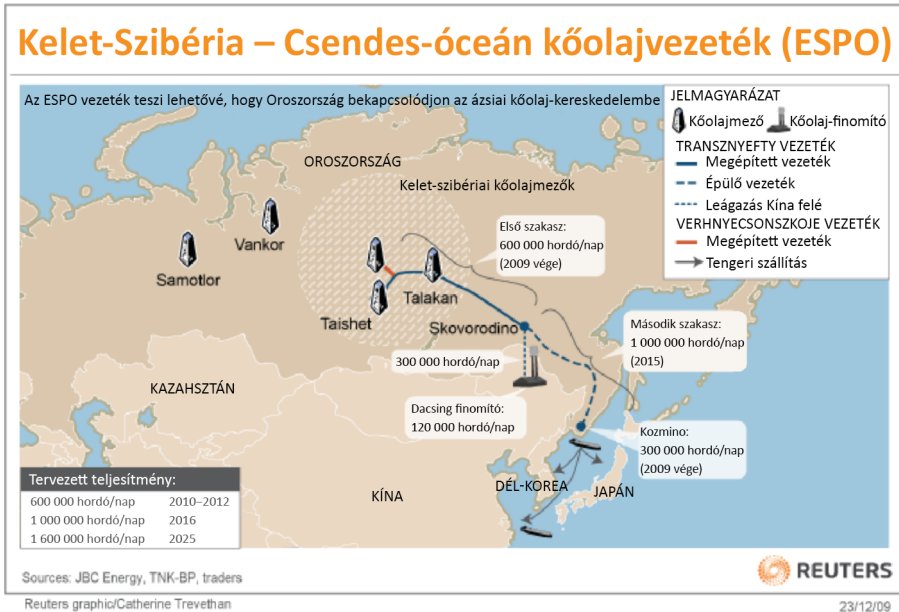 Kelet-Szibéria – Csendes-óceán kőolajvezeték (ESPO)
Az ESPO vezeték teszi lehetővé, hogy Oroszország bekapcsolódjon az ázsiai kőolaj-kereskedelembe
JELMAGYARÁZAT
Kőolajmező
Kőolaj-finomító
TRANSZNYEFTY VEZETÉK
Megépített vezeték
Épülő vezeték
Leágazás Kína felé
VERHNYECSONSZKOJE VEZETÉK
Megépített vezeték
Tengeri szállítás
OROSZORSZÁG
Kelet-szibériai kőolajmezők
Vankor
Samotlor
Taishet
Talakan
Skovorodino
Első szakasz:
600 000 hordó/nap
(2009 vége)
Második szakasz:
1 000 000 hordó/nap
(2015)
300 000 hordó/nap
Dacsing finomító:
120 000 hordó/nap
Kozmino:
300 000 hordó/nap
(2009 vége)
KAZAHSZTÁN
KÍNA
DÉL-KOREA
JAPÁN
Tervezett teljesítmény:
600 000 hordó/nap 2010–2012
1 000 000 hordó/nap 2016
1 600 000 hordó/nap 2025
Sources: JBC Energy, TNK-BP, traders
REUTERS
Reuters graphic/Catherine Trevethan
23/12/09